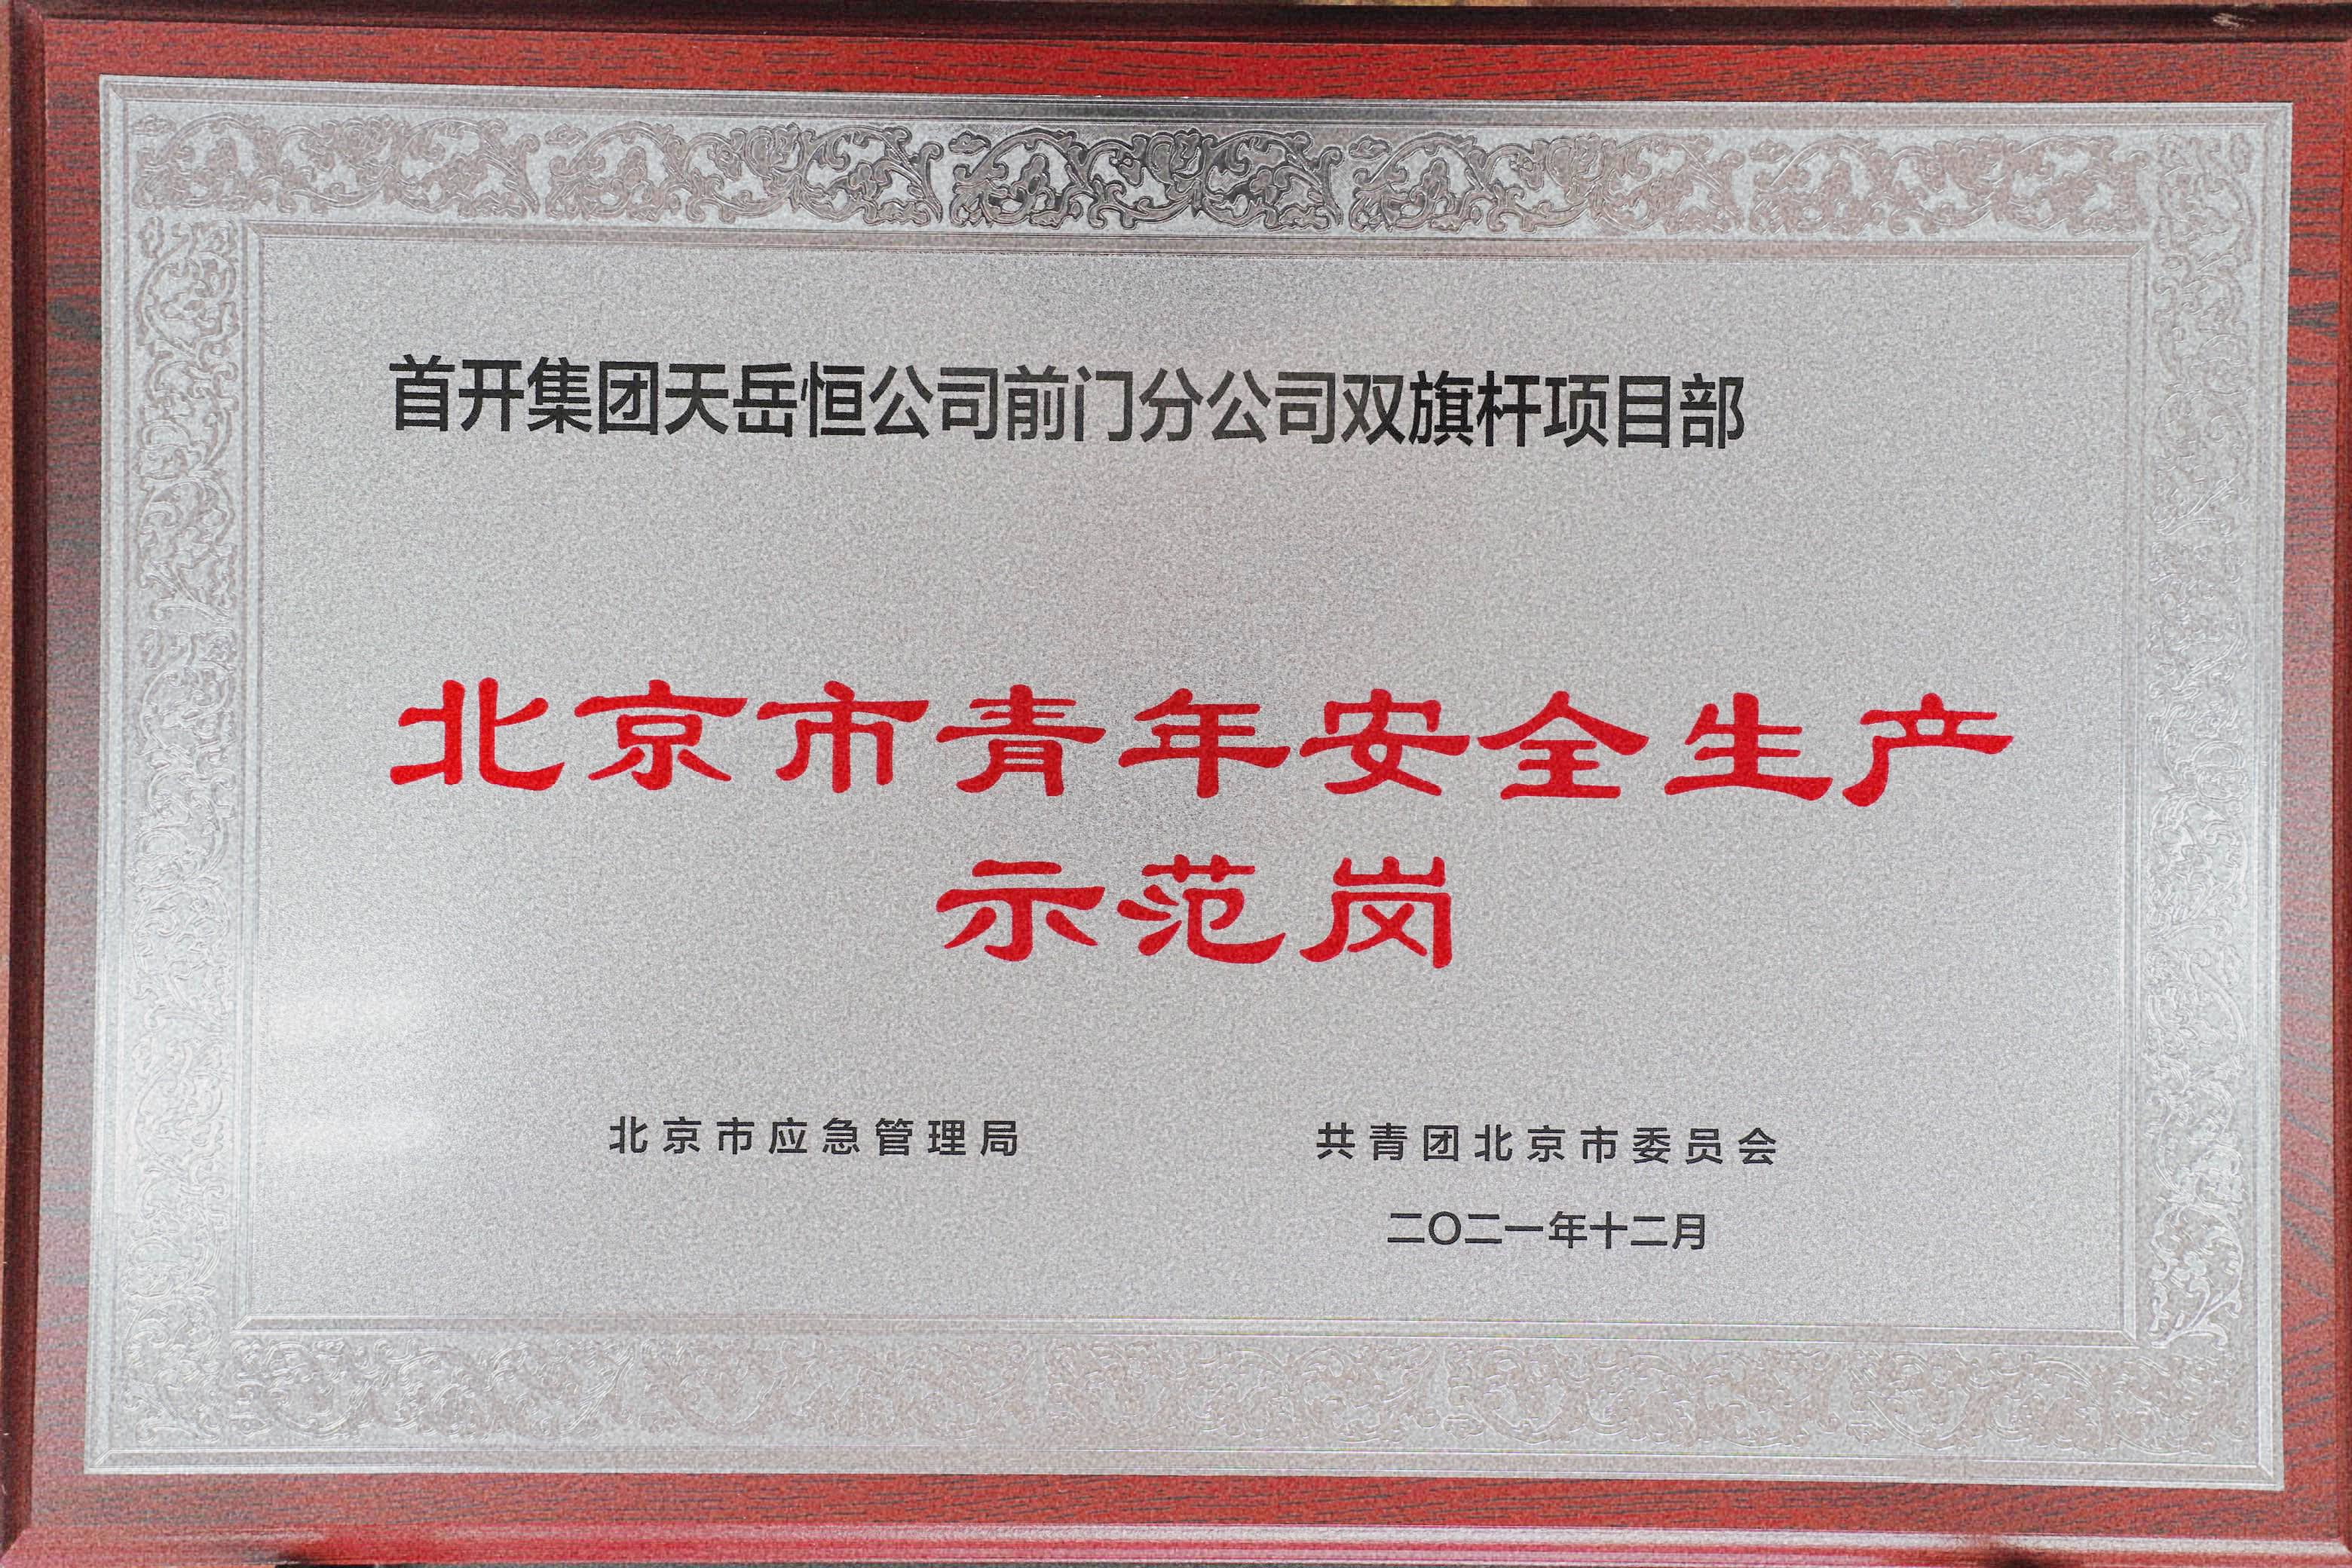 首开集团天岳恒公司前门分公司双旗杆项目部
北京市青年安全生产
示范岗
北京市应急管理局
共青团北京市委员会
二〇二一年十二月